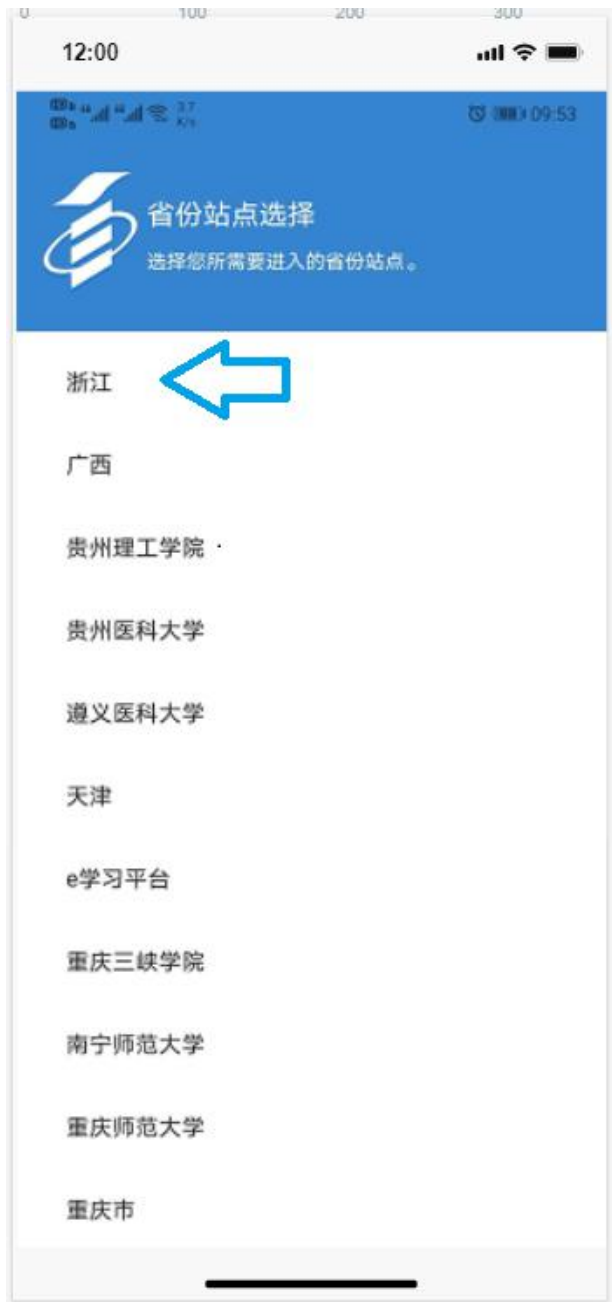 0 100 200 300
12:00
3.7
K/s
09:53
省份站点选择
选择您所需要进入的省份站点。
浙江
广西
贵州理工学院 ·
贵州医科大学
遵义医科大学
天津
e学习平台
重庆三峡学院
南宁师范大学
重庆师范大学
重庆市